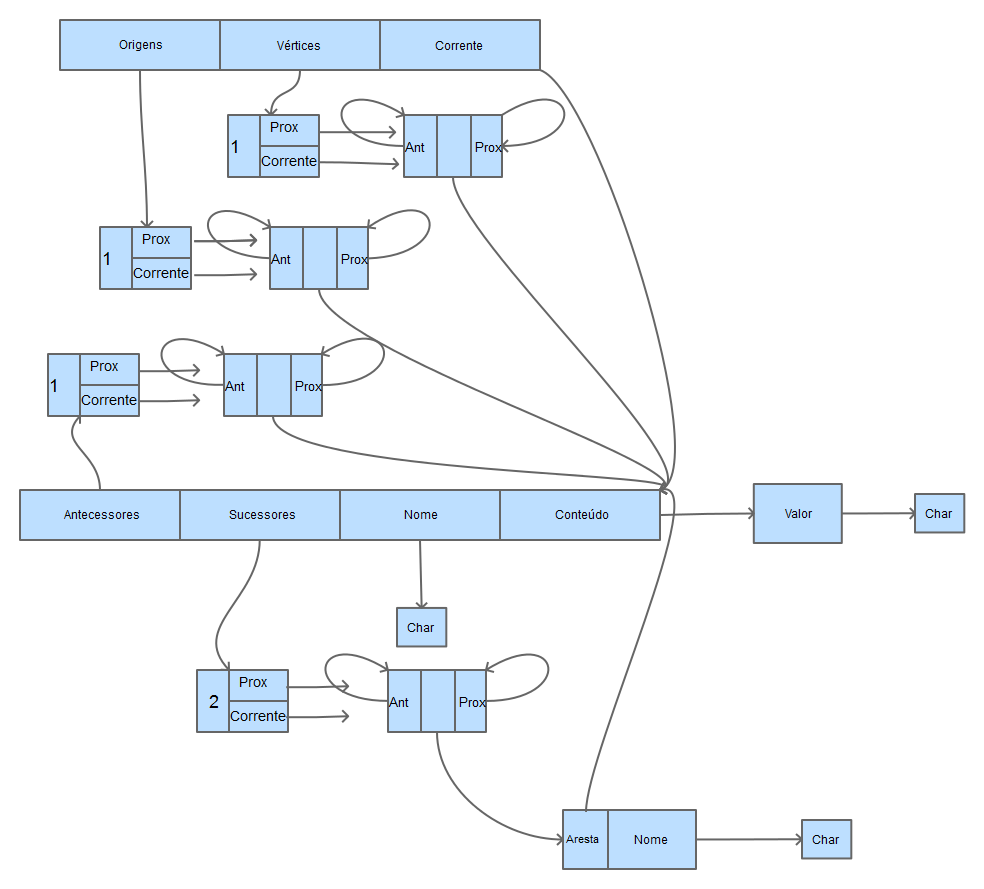 Origens Vértices Corrente
1 Prox
Corrente
Ant Prox
1 Prox
Corrente
Ant Prox
1 Prox
Corrente
Ant Prox
Antecessores Sucessores Nome Conteúdo
Valor
Char
Char
2 Prox
Corrente
Ant Prox
Aresta Nome
Char